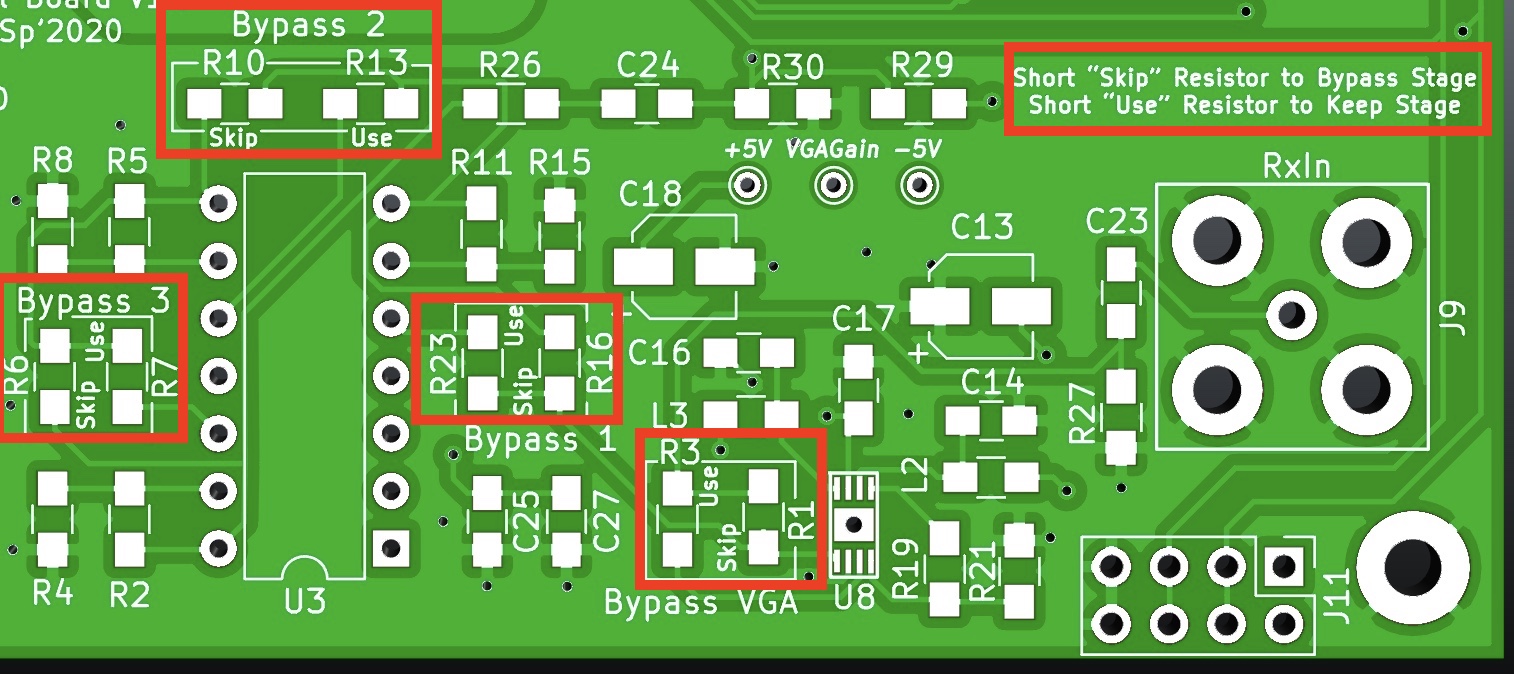 Sp'2020
Bypass 2
R10 R13
Skip Use
R26 C24 R30 R29
Short "Skip" Resistor to Bypass Stage
Short "Use" Resistor to Keep Stage
+5V VGAGain -5V
R8 R5
R11 R15
C18
RxIn
C13
C23
J9
Bypass 3
R6
Use
Skip
R7
R23
Use
Skip
R16
Bypass 1
C17
+
C16
L3
C14
R27
L2
R3
Use
Skip
R1
Bypass VGA
C25
C27
U8
R19
R21
J11
R4 R2
U3